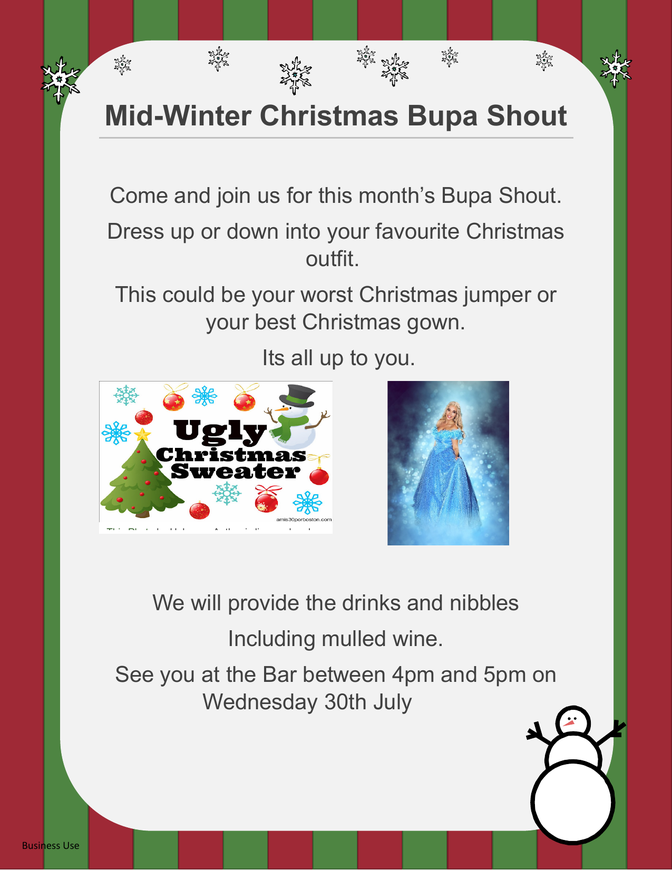 Mid-Winter Christmas Bupa Shout
Come and join us for this month’s Bupa Shout.
Dress up or down into your favourite Christmas
outfit.
This could be your worst Christmas jumper or
your best Christmas gown.
Its all up to you.
Ugly
Christmas
Sweater
We will provide the drinks and nibbles
Including mulled wine.
See you at the Bar between 4pm and 5pm on
Wednesday 30th July
Business Use